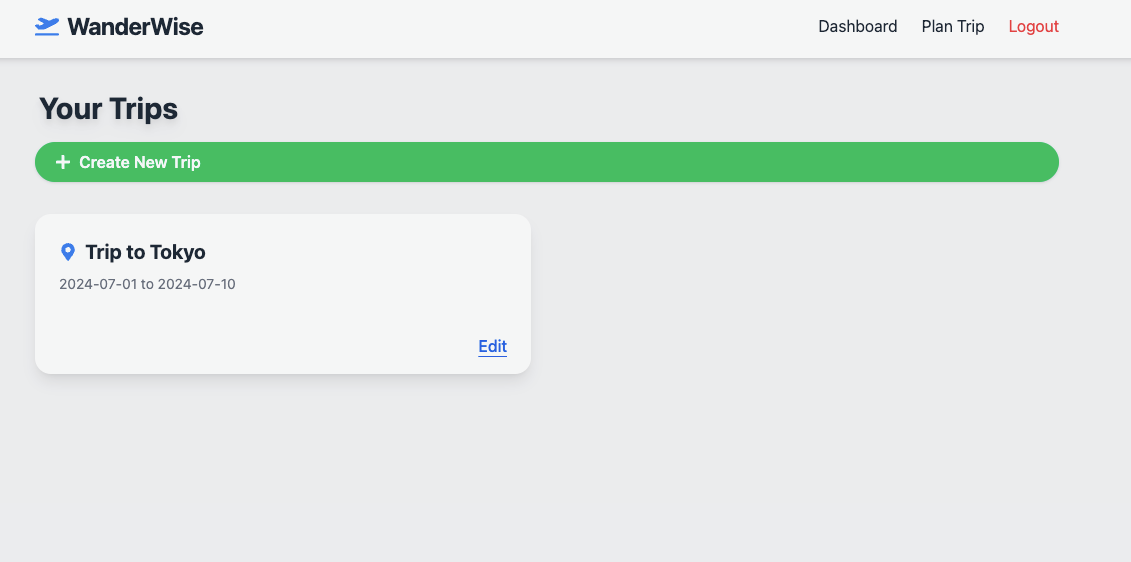 WanderWise
Dashboard Plan Trip Logout
Your Trips
Create New Trip
Trip to Tokyo
2024-07-01 to 2024-07-10
Edit